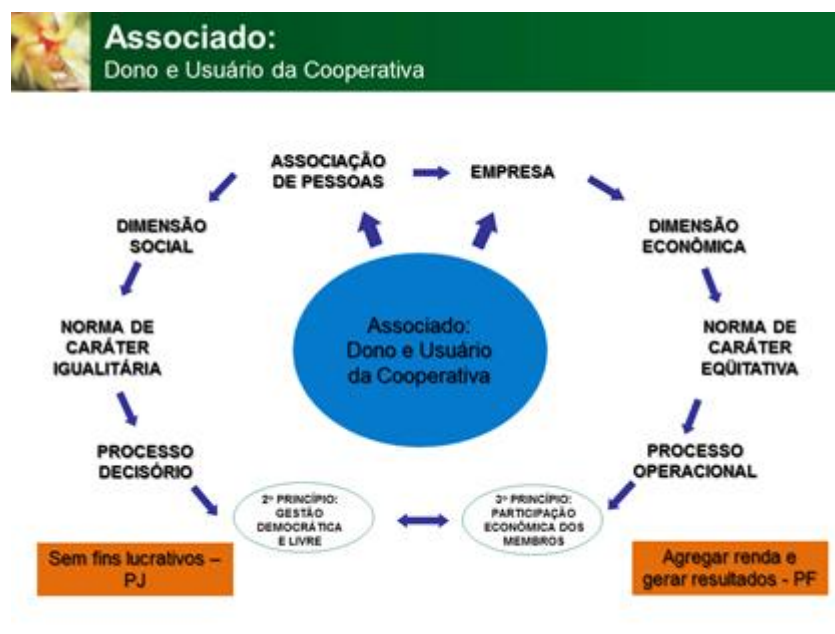 Associado:
Dono e Usuário da Cooperativa
ASSOCIAÇÃO
DE PESSOAS
EMPRESA
DIMENSÃO
SOCIAL
DIMENSÃO
ECONÔMICA
NORMA DE
CARÁTER
IGUALITÁRIA
Associado:
Dono e Usuário
da Cooperativa
NORMA DE
CARÁTER
EQÜITATIVA
PROCESSO
DECISÓRIO
PROCESSO
OPERACIONAL
2º PRINCÍPIO:
GESTÃO
DEMOCRÁTICA
E LIVRE
3º PRINCÍPIO:
PARTICIPAÇÃO
ECONÔMICA DOS
MEMBROS
Sem fins lucrativos –
PJ
Agregar renda e
gerar resultados - PF